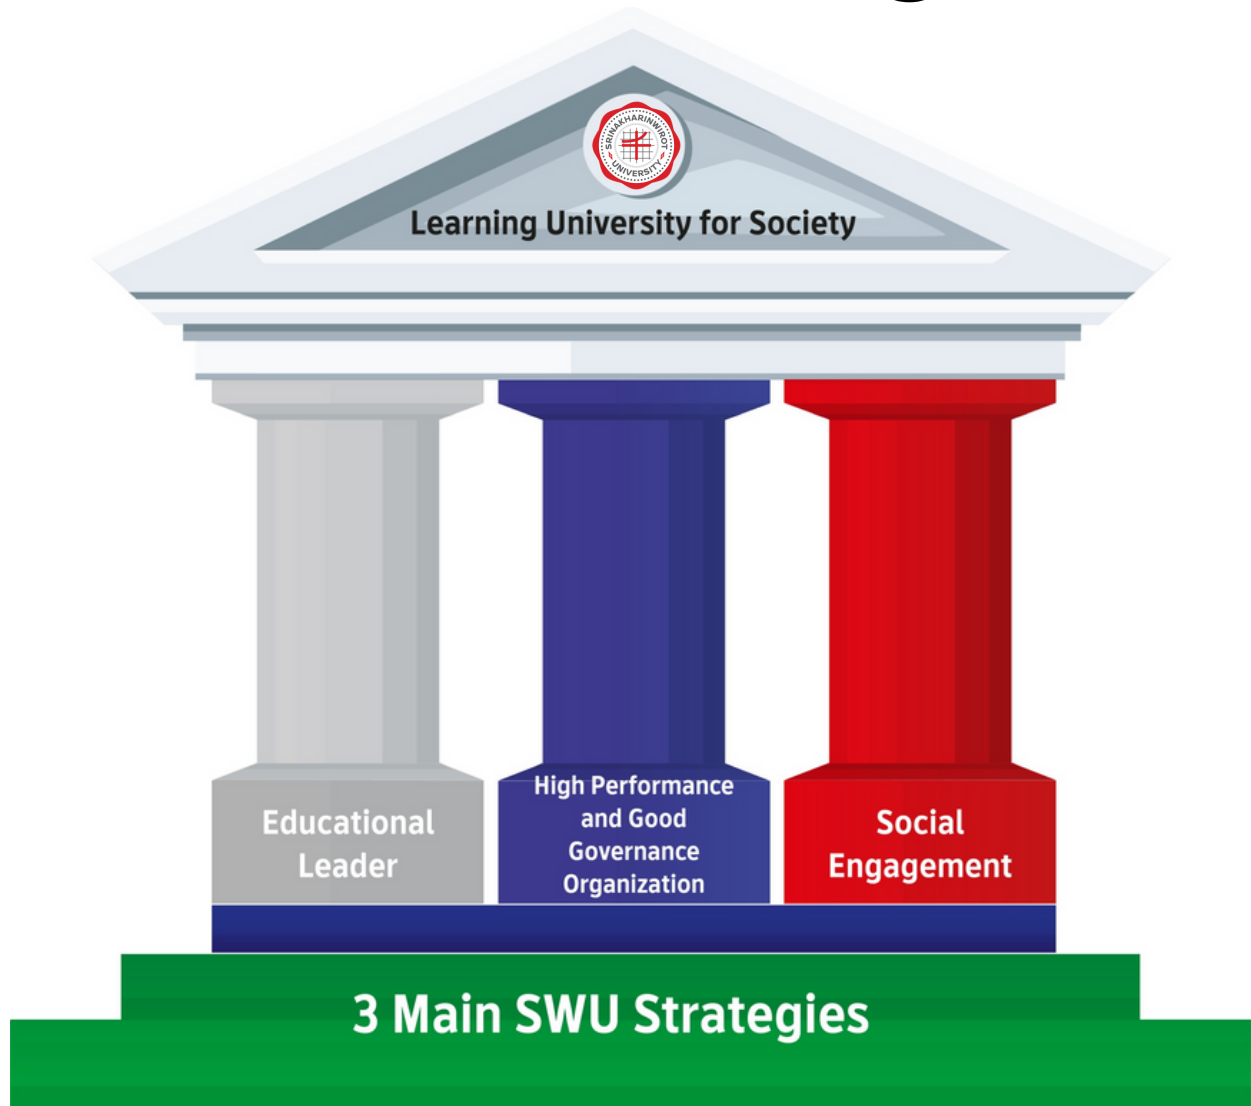 SRINAKHARINWIROT
UNIVERSITY
Learning University for Society
Educational
Leader
High Performance
and Good
Governance
Organization
Social
Engagement
3 Main SWU Strategies